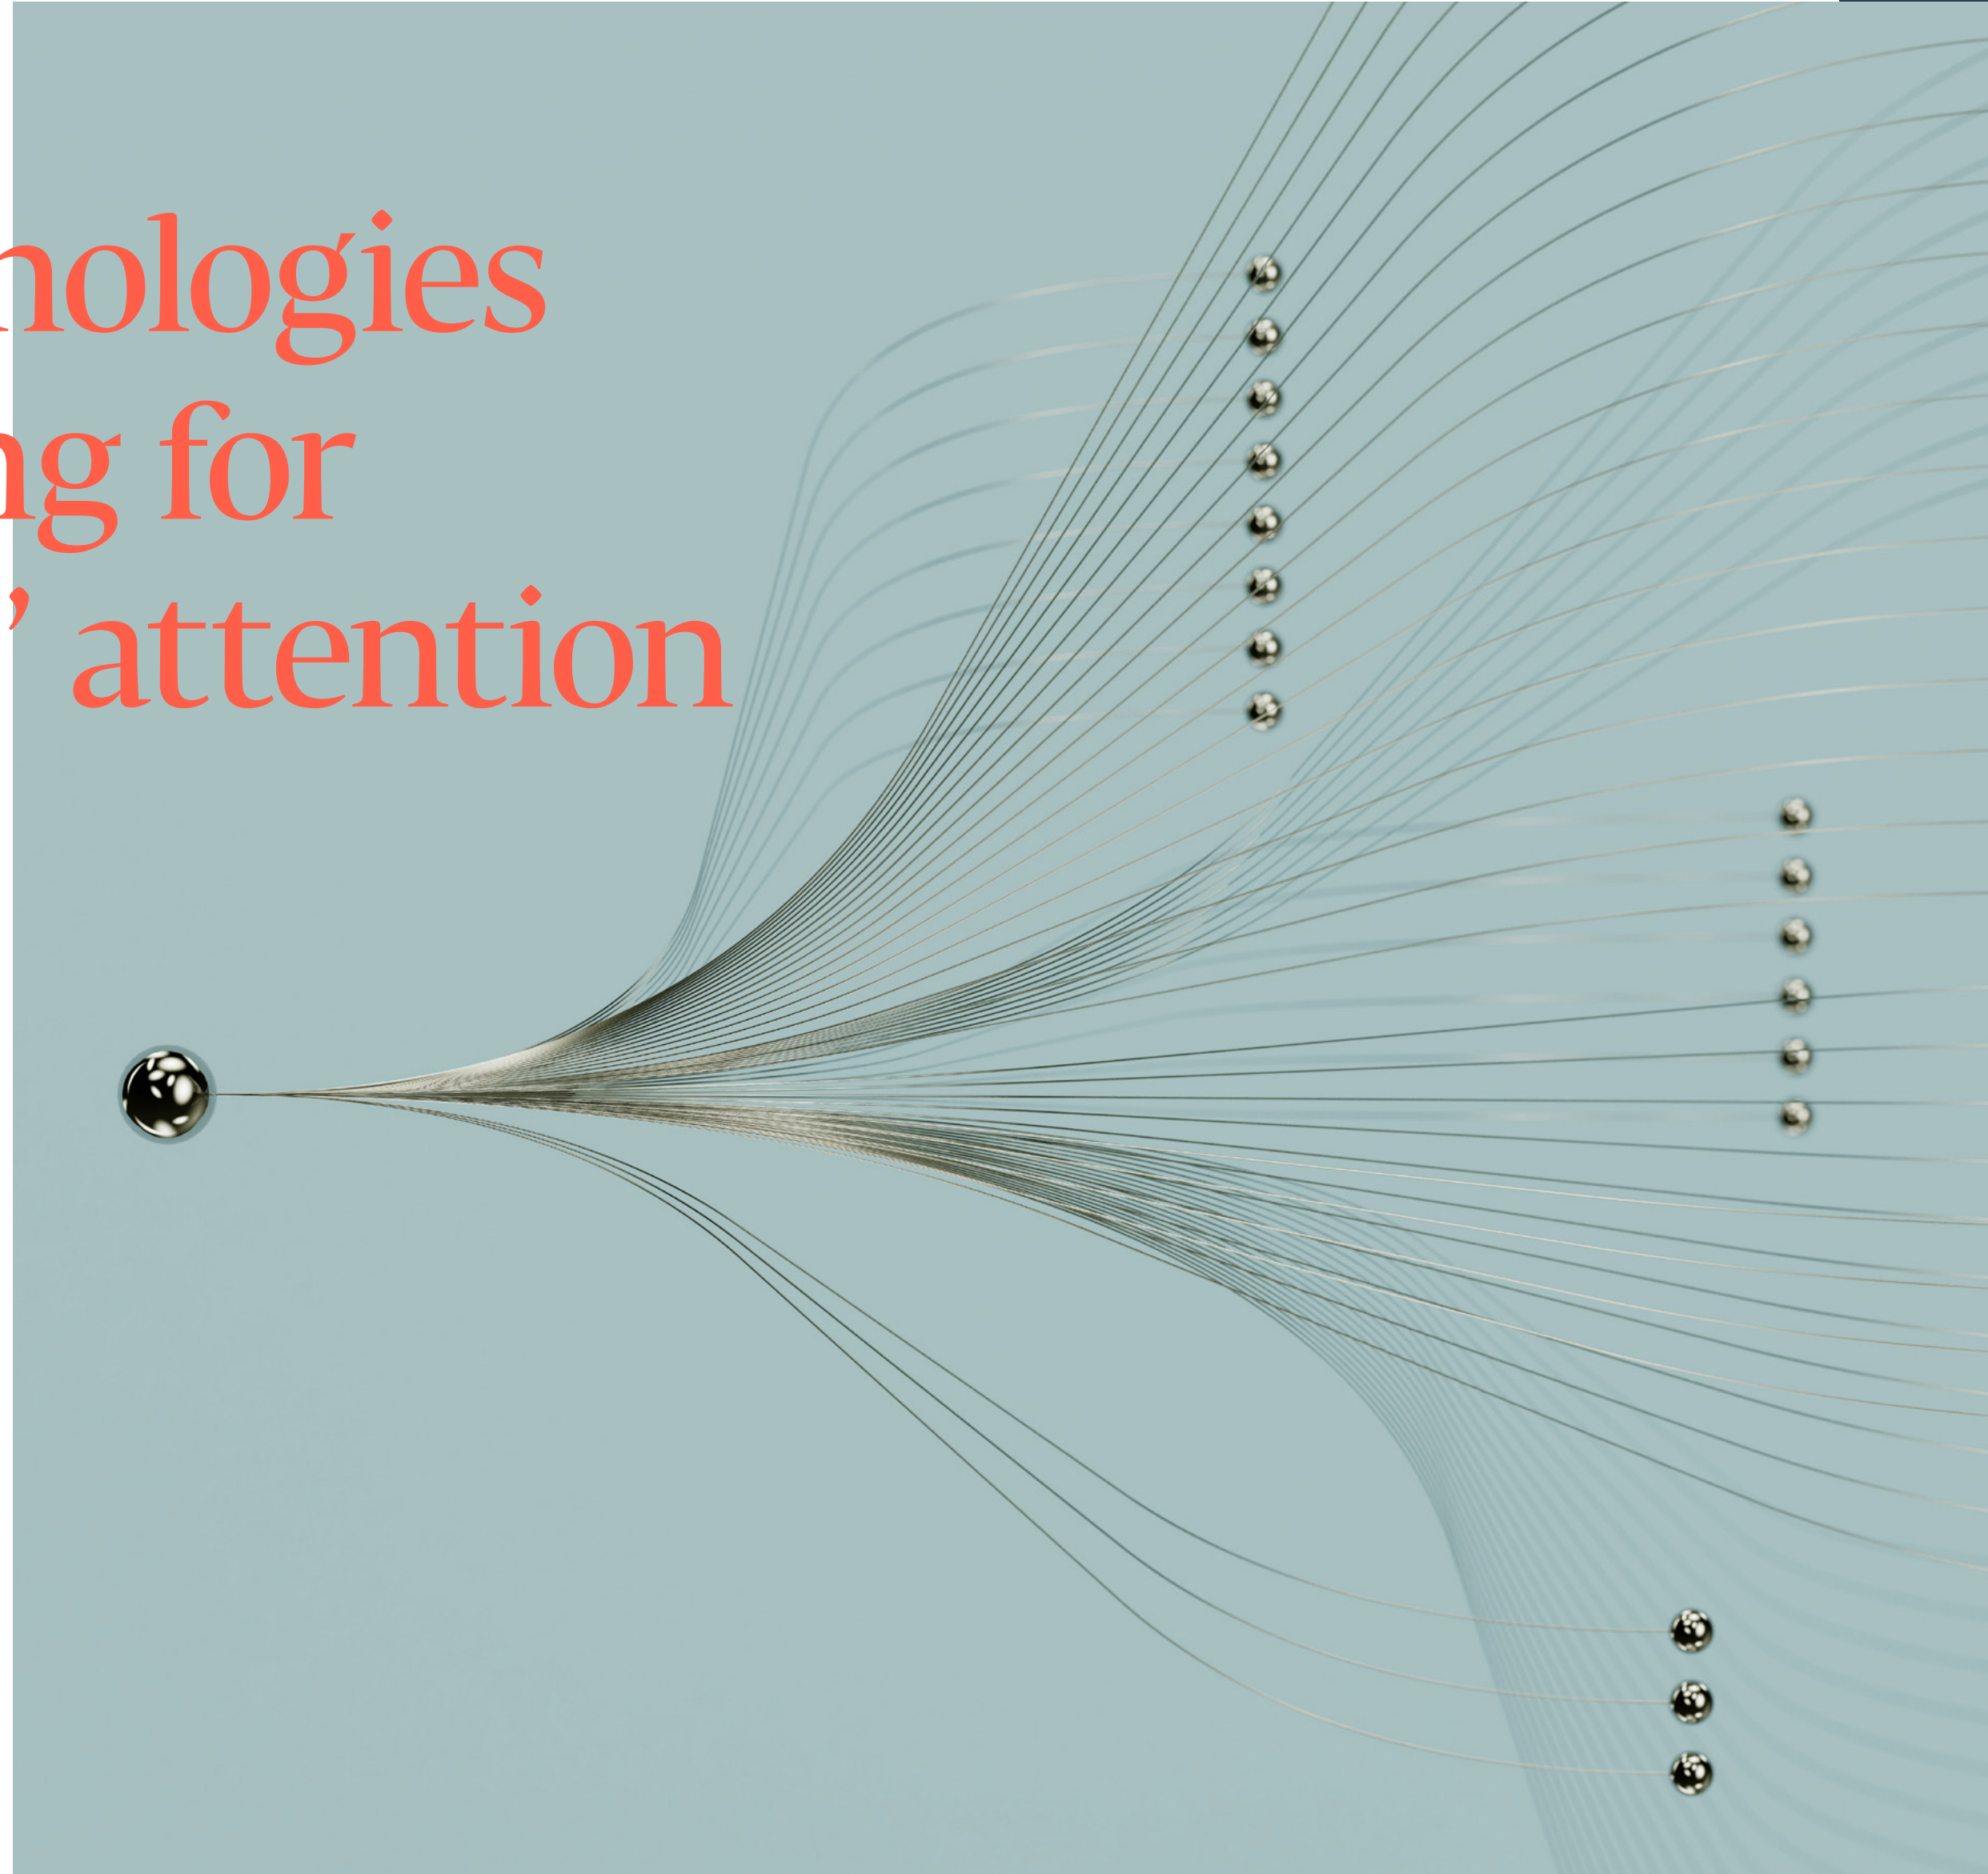 nologies
ng for
’ attention